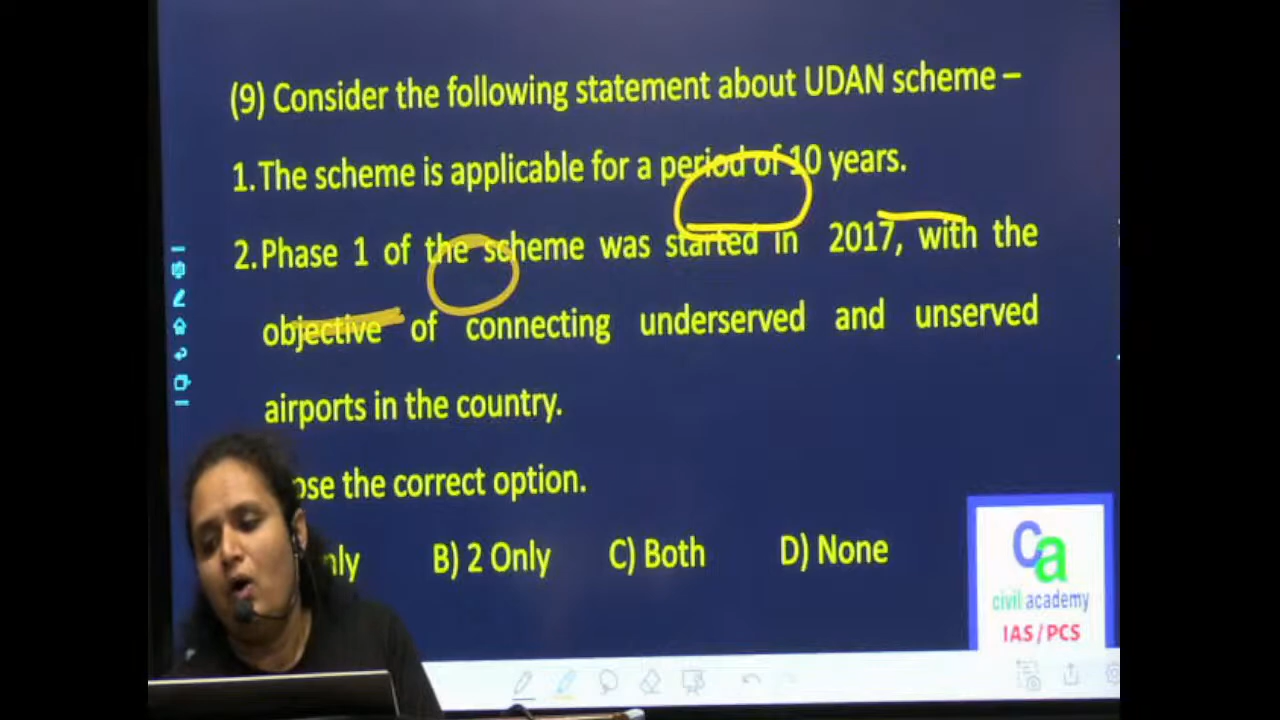 (9) Consider the following statement about UDAN scheme –
1. The scheme is applicable for a period of 10 years.
2. Phase 1 of the scheme was started in 2017, with the
objective of connecting underserved and unserved
airports in the country.
ose the correct option.
nly B) 2 Only C) Both D) None
Ca
civil academy
IAS/PCS